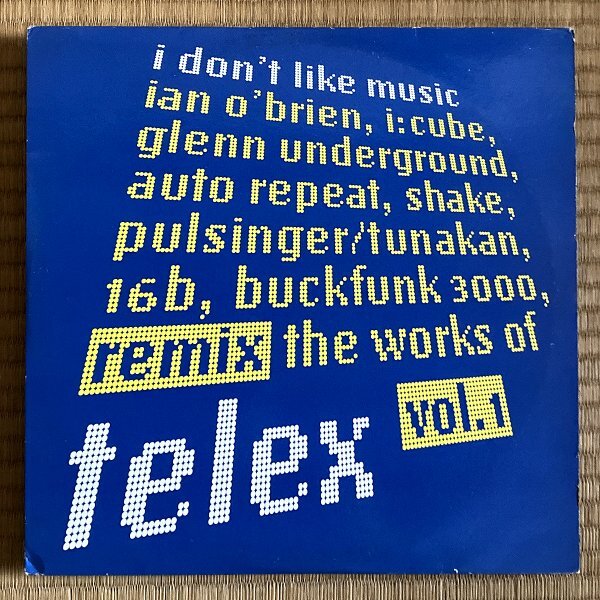 i don't like music
ian o'brien, i:cube,
glenn underground,
auto repeat, shake,
pulsinger/tunakan,
16b, buckfunk 3000,
remix the works of
telex vol.1